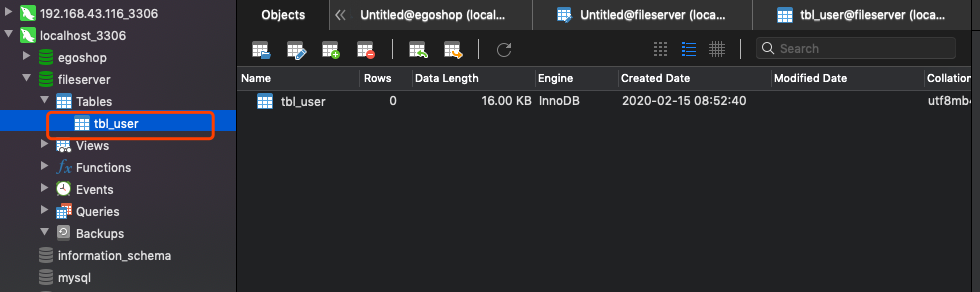 192.168.43.116_3306
localhost_3306
egoshop
fileserver
Tables
tbl_user
Views
fx Functions
Events
Queries
Backups
information_schema
mysql
Objects
Untitled@egoshop (local...
Untitled@fileserver (loca...
tbl_user@fileserver (loca...
Search
Name Rows Data Length Engine Created Date Modified Date Collation
tbl_user 0 16.00 KB InnoDB 2020-02-15 08:52:40 utf8mb4